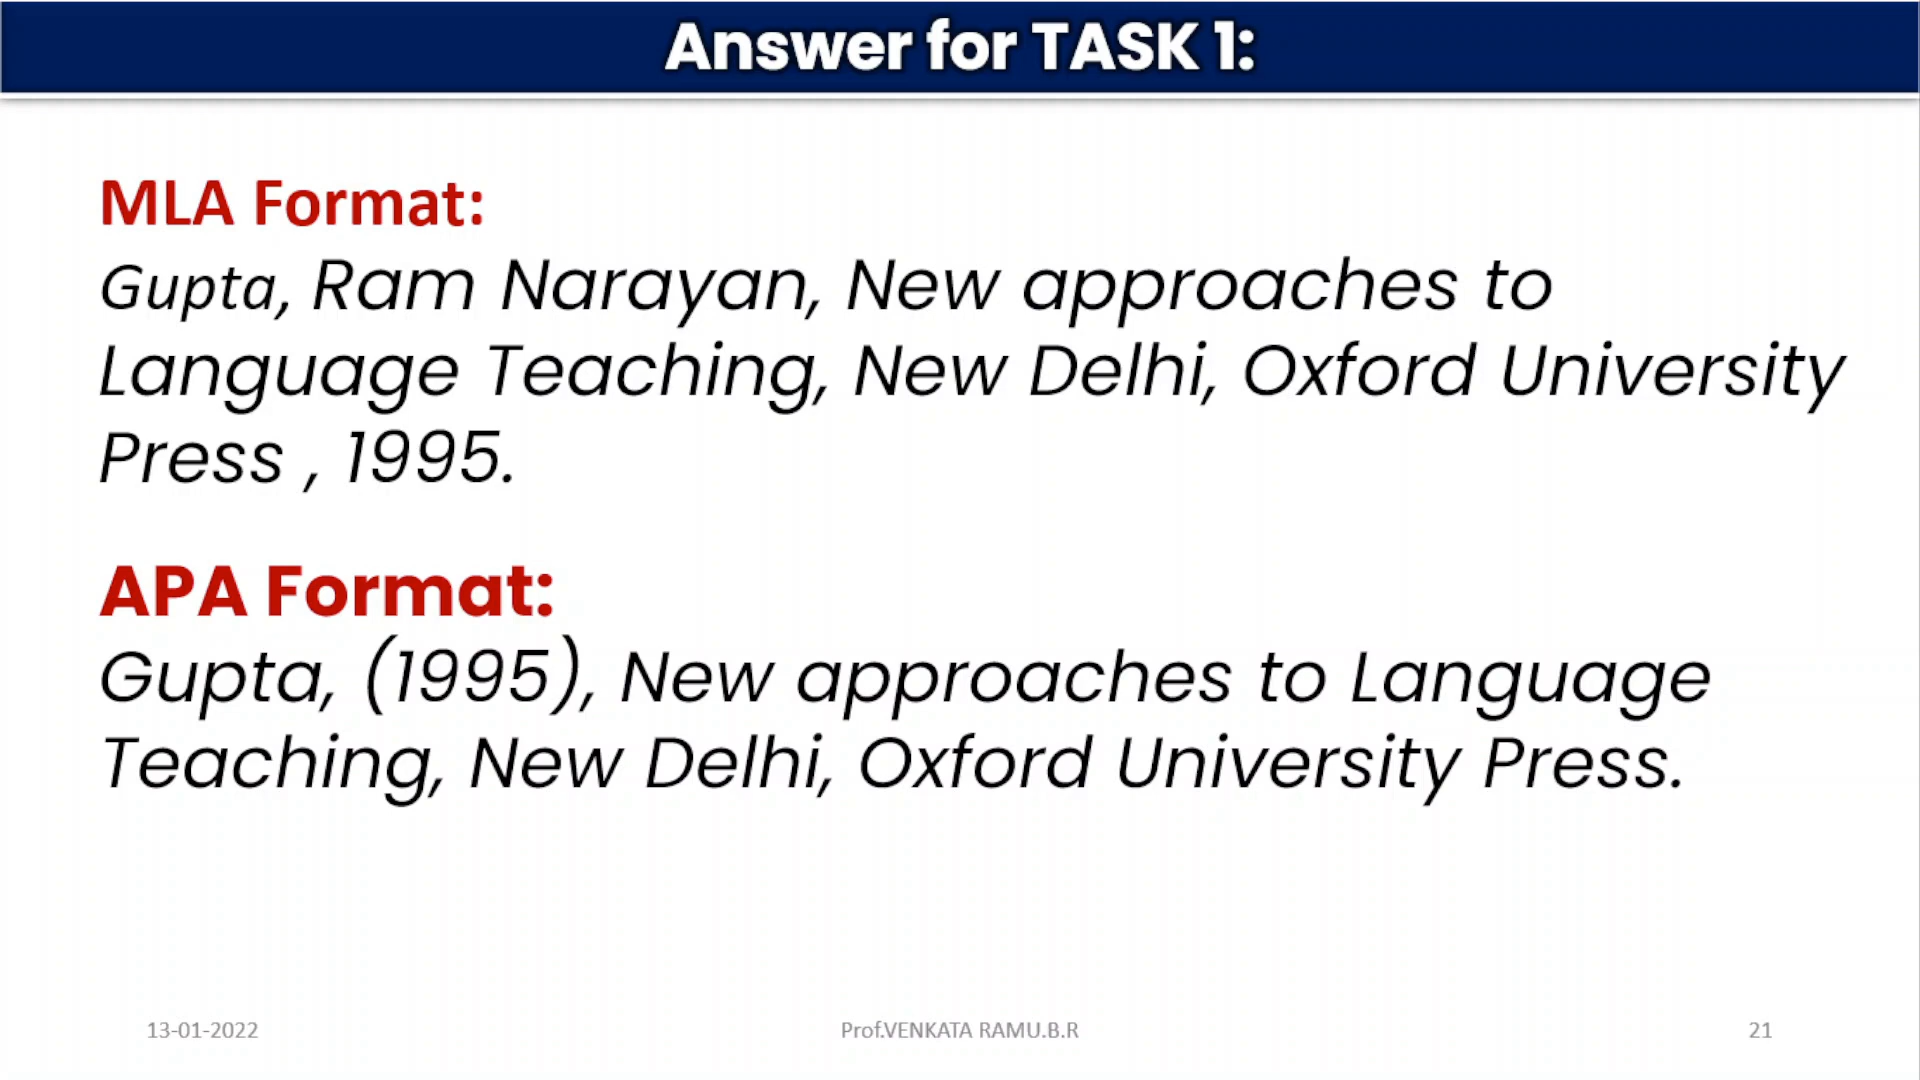 Answer for TASK 1:
MLA Format:
Gupta, Ram Narayan, New approaches to
Language Teaching, New Delhi, Oxford University
Press , 1995.
APA Format:
Gupta, (1995), New approaches to Language
Teaching, New Delhi, Oxford University Press.
13-01-2022
Prof.VENKATA RAMU.B.R
21